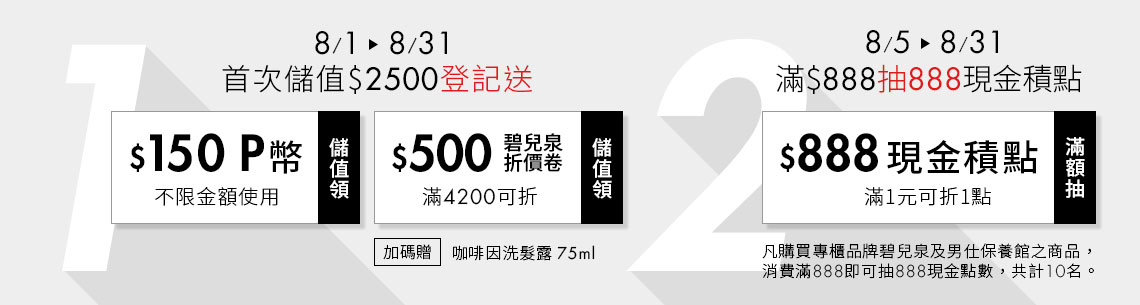 1
8/1 ▸ 8/31
首次儲值$2500登記送
$150 P幣
不限金額使用
儲值領
$500 碧兒泉折價卷
滿4200可折
儲值領
加碼贈 咖啡因洗髮露 75ml
2
8/5 ▸ 8/31
滿$888抽888現金積點
$888 現金積點
滿1元可折1點
滿額抽
凡購買專櫃品牌碧兒泉及男仕保養館之商品，
消費滿888即可抽888現金點數，共計10名。